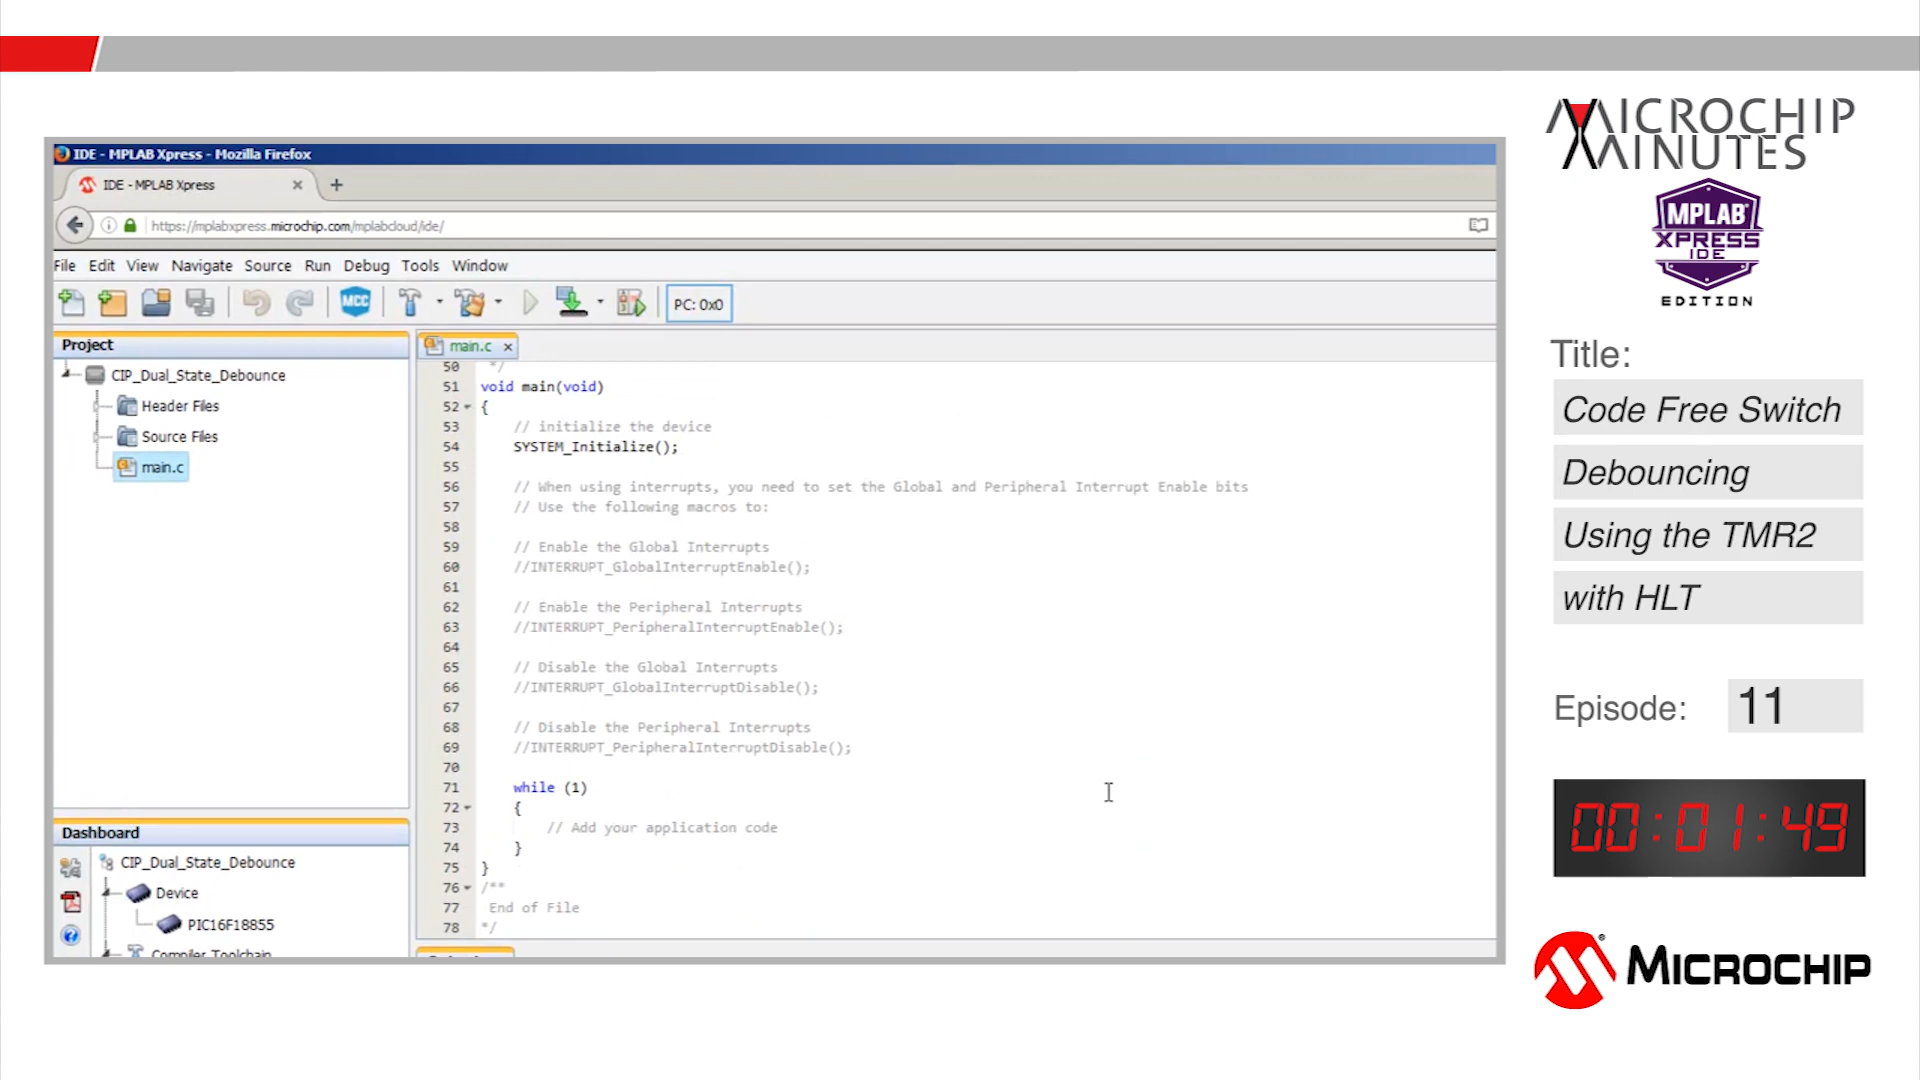 IDE - MPLAB Xpress - Mozilla Firefox
IDE - MPLAB Xpress
https://mplabxpress.microchip.com/mplabcloud/ide/
File Edit View Navigate Source Run Debug Tools Window
MCC
PC: 0x0
Project
CIP_Dual_State_Debounce
Header Files
Source Files
main.c
Dashboard
CIP_Dual_State_Debounce
Device
PIC16F18855
Compiler Toolchain
main.c
50 */
51 void main(void)
52 {
53 // initialize the device
54 SYSTEM_Initialize();
55
56 // When using interrupts, you need to set the Global and Peripheral Interrupt Enable bits
57 // Use the following macros to:
58
59 // Enable the Global Interrupts
60 //INTERRUPT_GlobalInterruptEnable();
61
62 // Enable the Peripheral Interrupts
63 //INTERRUPT_PeripheralInterruptEnable();
64
65 // Disable the Global Interrupts
66 //INTERRUPT_GlobalInterruptDisable();
67
68 // Disable the Peripheral Interrupts
69 //INTERRUPT_PeripheralInterruptDisable();
70
71 while (1)
72 {
73 // Add your application code
74 }
75 }
76 /**
77 End of File
78 */
MICROCHIP
MINUTES
MPLAB®
XPRESS
IDE
EDITION
Title:
Code Free Switch
Debouncing
Using the TMR2
with HLT
Episode: 11
00:01:49
MICROCHIP